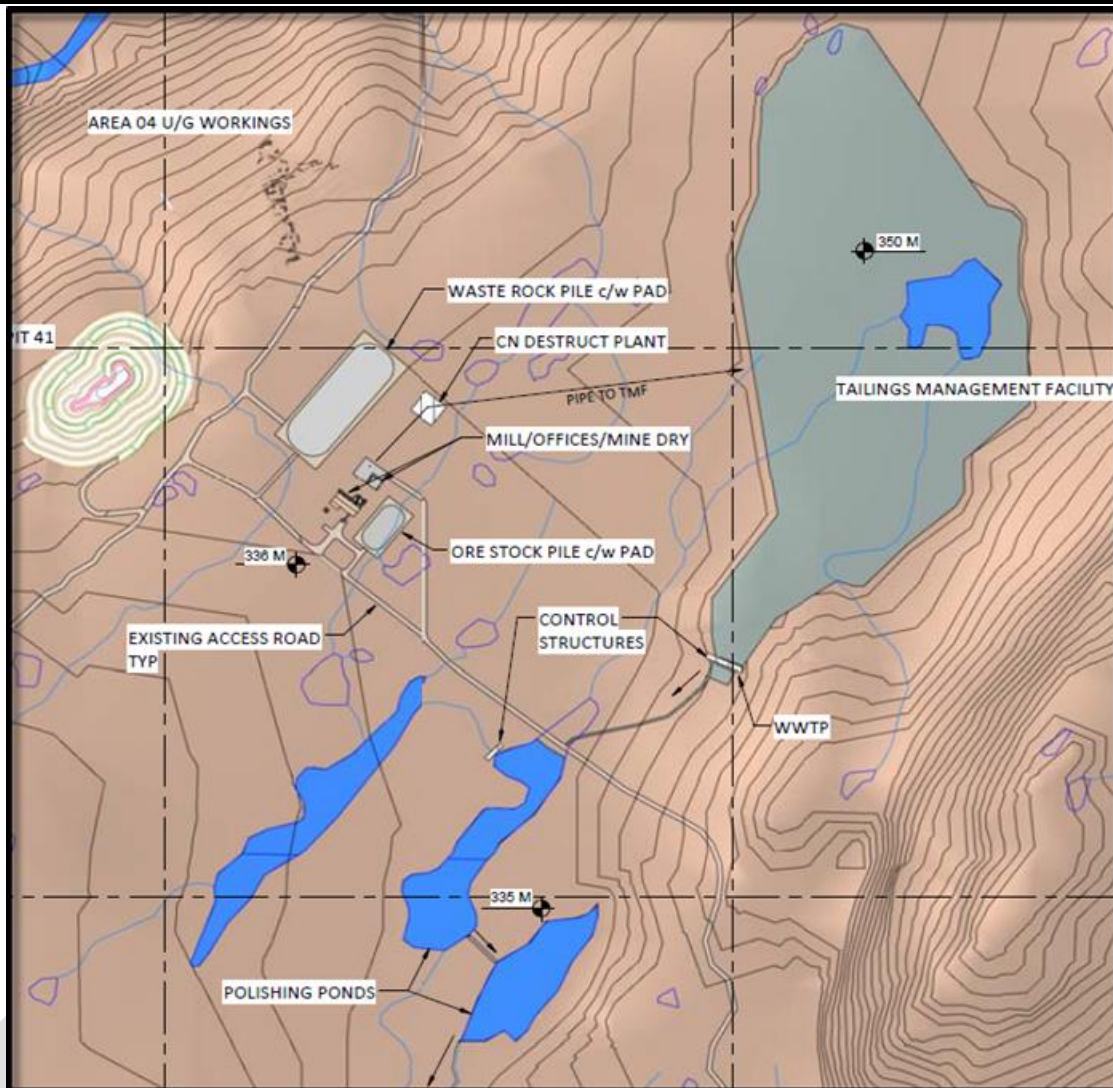 AREA 04 U/G WORKINGS
350 M
WASTE ROCK PILE c/w PAD
IT 41
CN DESTRUCT PLANT
PIPE TO TMF
TAILINGS MANAGEMENT FACILITY
MILL/OFFICES/MINE DRY
ORE STOCK PILE c/w PAD
336 M
EXISTING ACCESS ROAD
TYP
CONTROL
STRUCTURES
WWTP
335 M
POLISHING PONDS